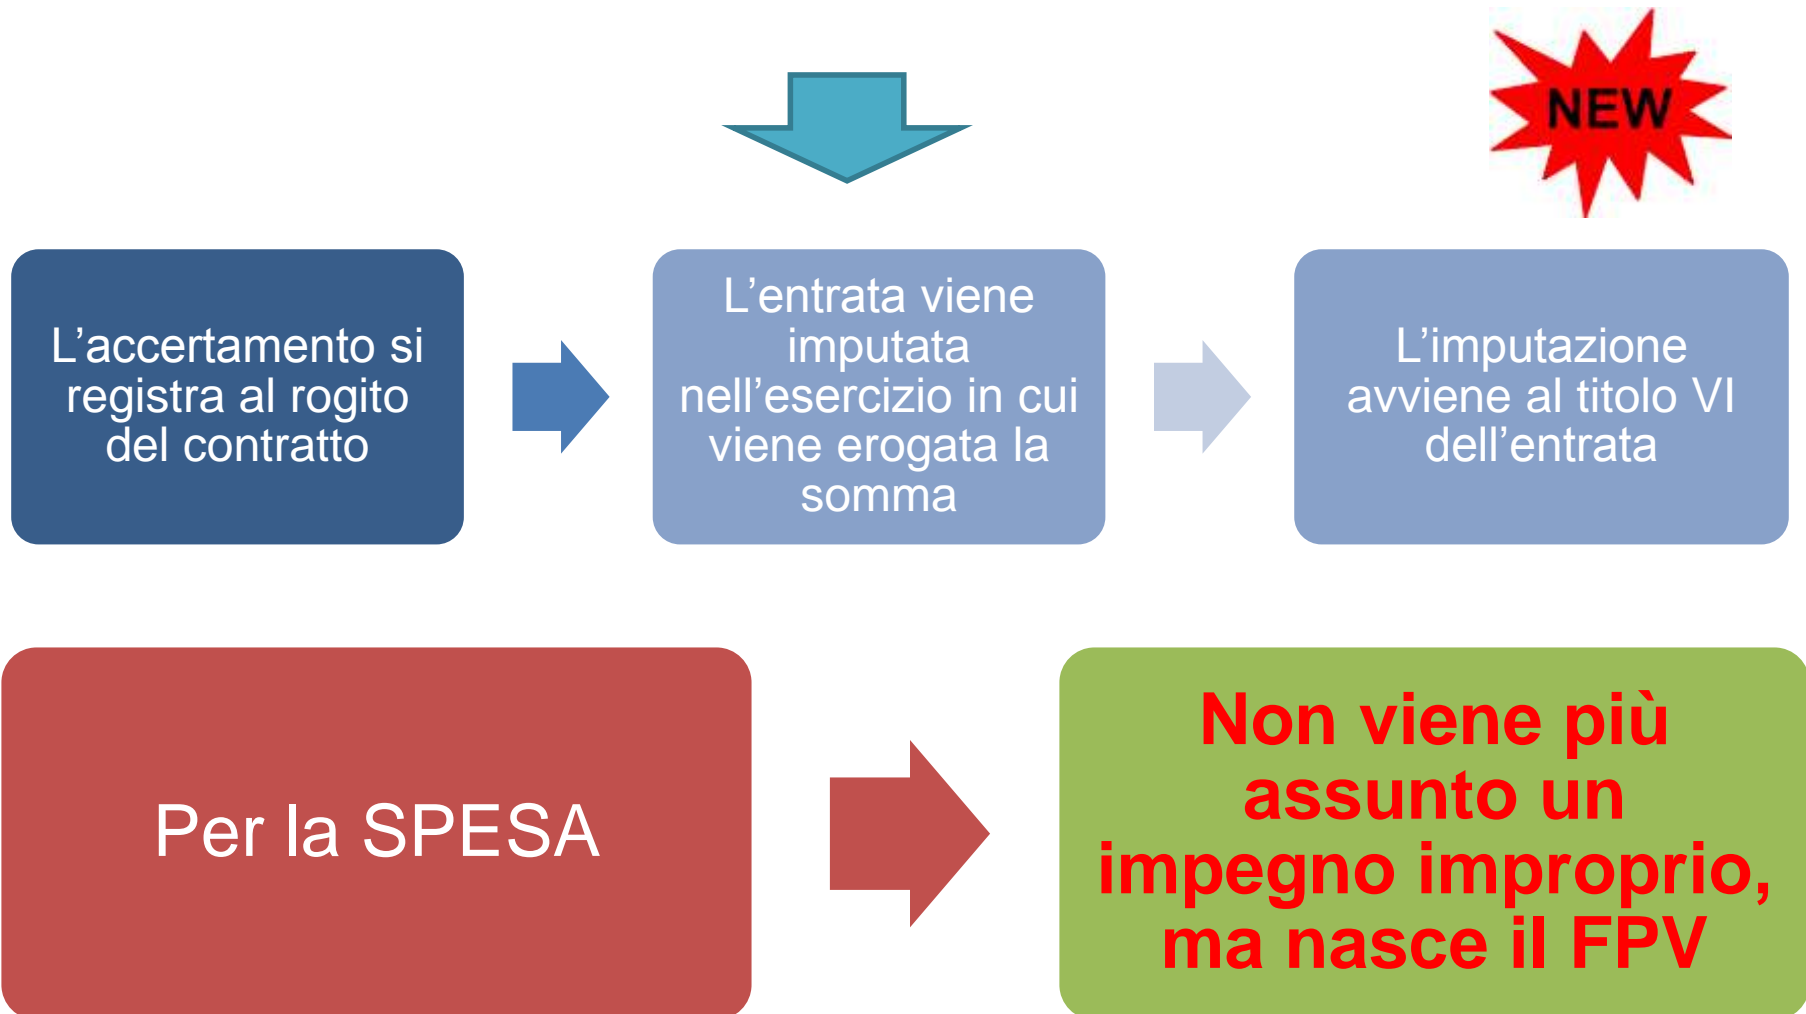 NEW
L’accertamento si
registra al rogito
del contratto
L’entrata viene
imputata
nell’esercizio in cui
viene erogata la
somma
L’imputazione
avviene al titolo VI
dell’entrata
Per la SPESA
Non viene più
assunto un
impegno improprio,
ma nasce il FPV